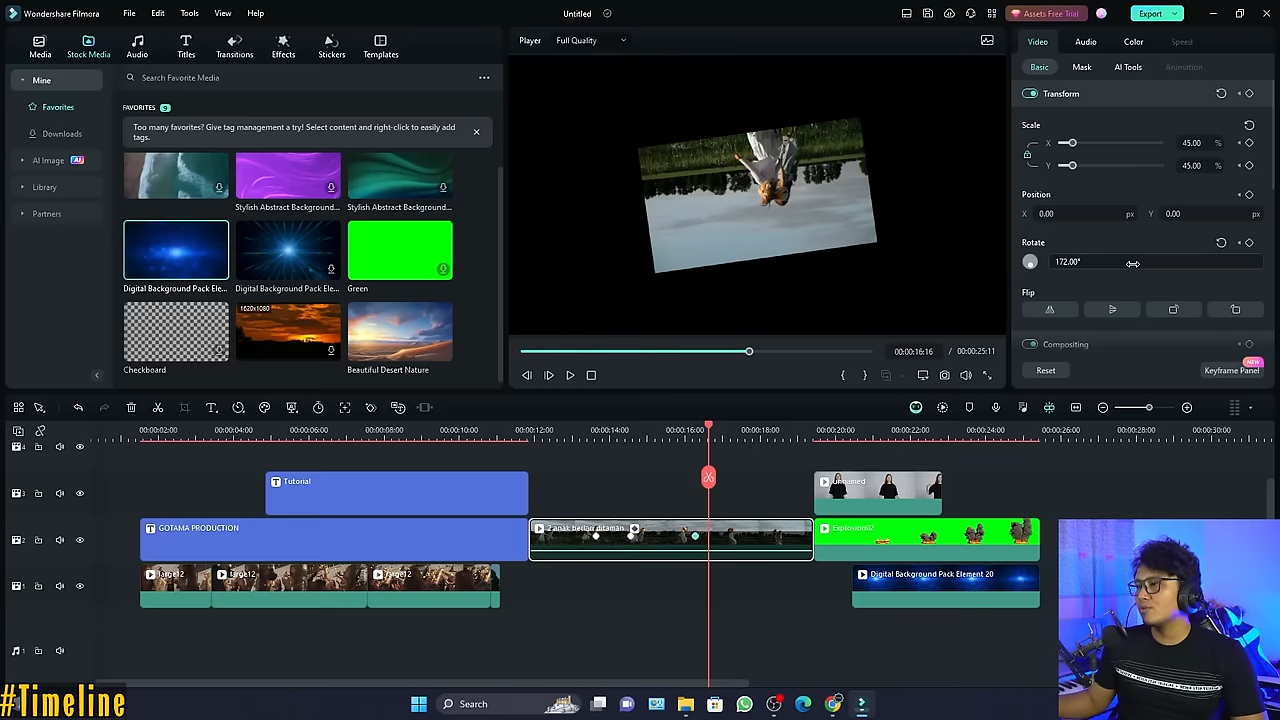 Wondershare Filmora
File
Edit
Tools
View
Help
Untitled
Assets Free Trial
Export
Media
Stock Media
Audio
Titles
Transitions
Effects
Stickers
Templates
Player
Full Quality
Video
Audio
Color
Speed
Mine
Search Favorite Media
Basic
Mask
AI Tools
Animation
Favorites
FAVORITES
9
Transform
Downloads
Too many favorites? Give tag management a try! Select content and right-click to easily add
tags.
Scale
AI Image
AI
X
45.00
%
Y
45.00
%
Library
Partners
Stylish Abstract Background...
Stylish Abstract Background...
Position
X
0.00
px
Y
0.00
px
Rotate
172.00°
Digital Background Pack Ele...
Digital Background Pack Ele...
Green
Flip
1620x1080
Compositing
00:00:16:16
/
00:00:25:11
Checkboard
Beautiful Desert Nature
Reset
NEW
Keyframe Panel
00:00:02:00
00:00:04:00
00:00:06:00
00:00:08:00
00:00:10:00
00:00:12:00
00:00:14:00
00:00:16:00
00:00:18:00
00:00:20:00
00:00:22:00
00:00:24:00
00:00:26:00
00:00:28:00
00:00:30:00
4
3
Tutorial
unnamed
2
GOTAMA PRODUCTION
2 anak berlari ditaman
Explosion02
1
large12
large12
large12
Digital Background Pack Element 20
1
#Timeline
Search